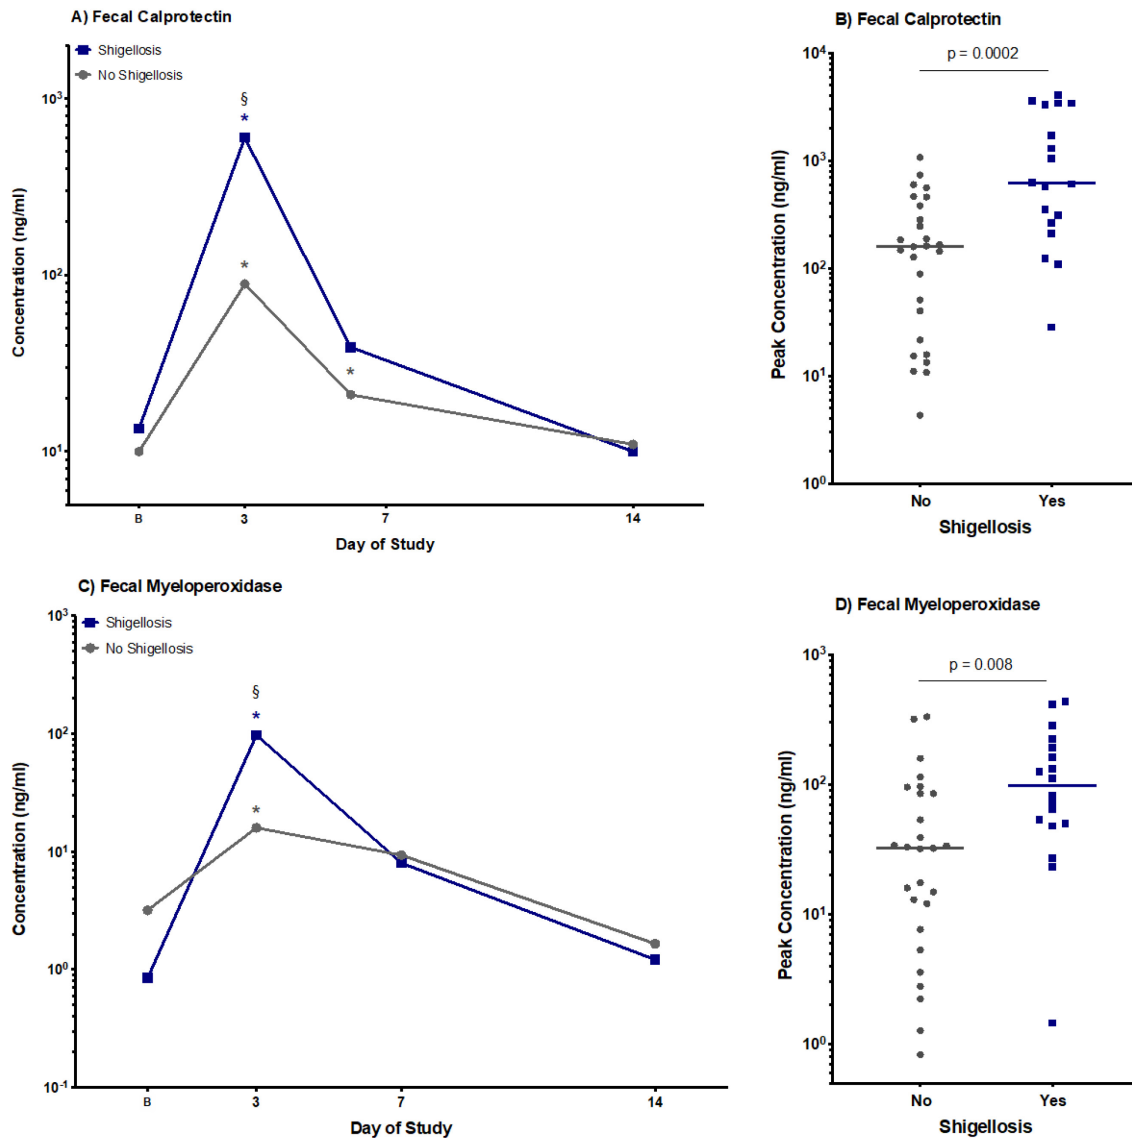 A) Fecal Calprotectin
Shigellosis
No Shigellosis
Concentration (ng/ml)
10³
10²
10¹
§
*
*
*
B
3
7
14
Day of Study
B) Fecal Calprotectin
p = 0.0002
Peak Concentration (ng/ml)
10⁴
10³
10²
10¹
10⁰
No
Yes
Shigellosis
C) Fecal Myeloperoxidase
Shigellosis
No Shigellosis
Concentration (ng/ml)
10³
10²
10¹
10⁰
10⁻¹
§
*
*
B
3
7
14
Day of Study
D) Fecal Myeloperoxidase
p = 0.008
Peak Concentration (ng/ml)
10³
10²
10¹
10⁰
No
Yes
Shigellosis